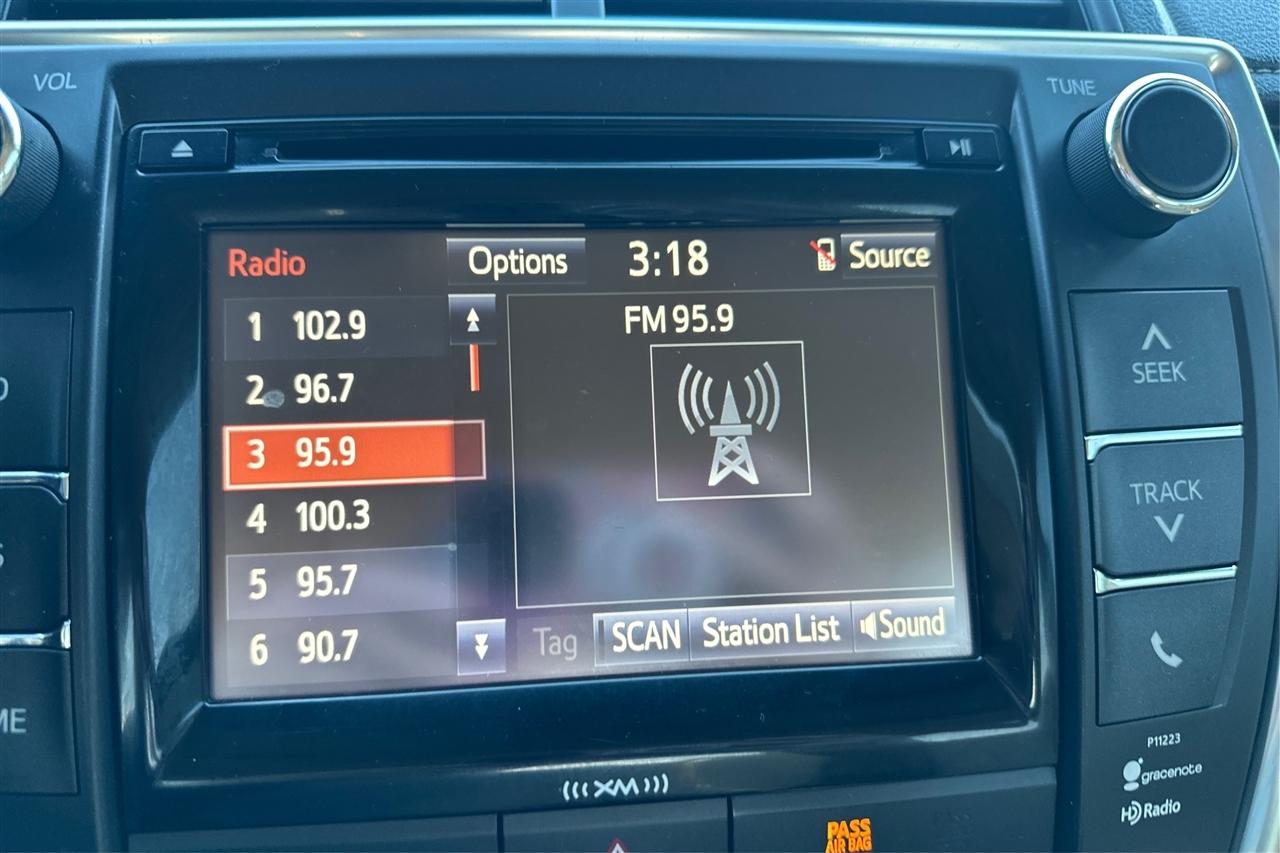 VOL
TUNE
Radio
Options
3:18
Source
1 102.9
2 96.7
3 95.9
4 100.3
5 95.7
6 90.7
FM 95.9
Tag
SCAN
Station List
Sound
SEEK
TRACK
ME
P11223
gracenote
HD Radio
(((XM)))
PASS
AIR BAG